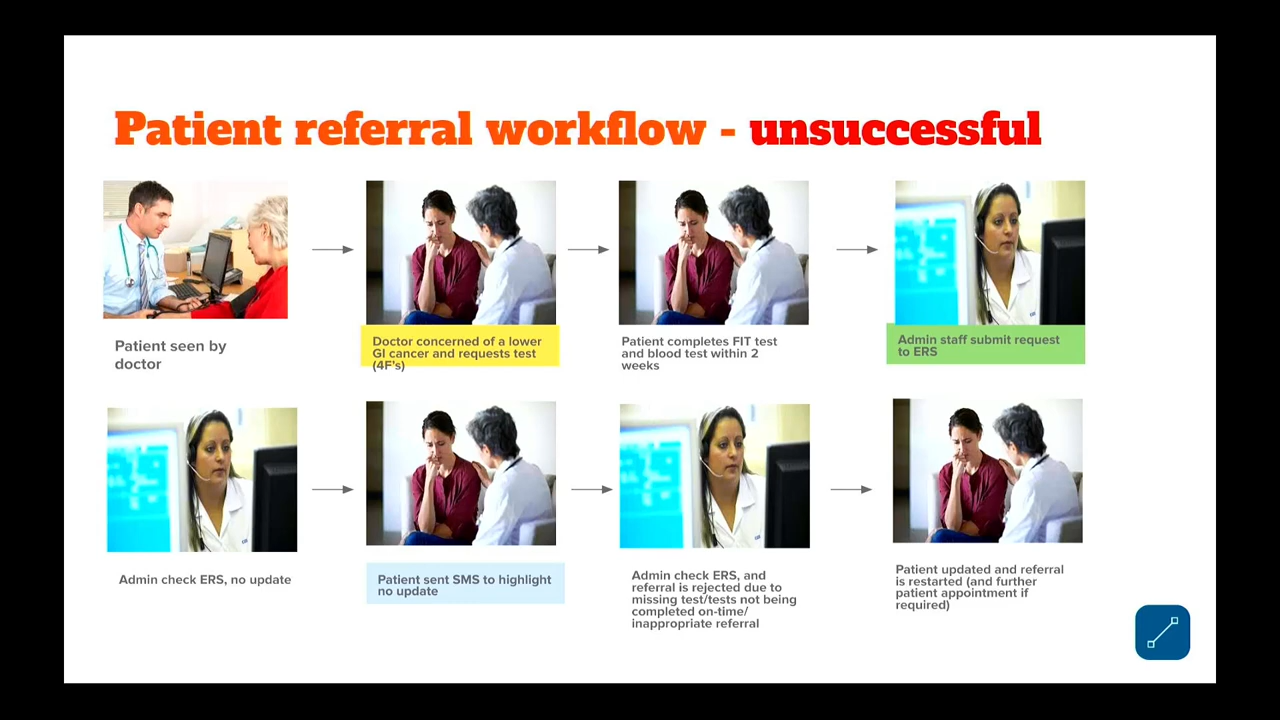 Patient referral workflow - unsuccessful
Patient seen by
doctor
Doctor concerned of a lower
GI cancer and requests test
(4F's)
Patient completes FIT test
and blood test within 2
weeks
Admin staff submit request
to ERS
Admin check ERS, no update
Patient sent SMS to highlight
no update
Admin check ERS, and
referral is rejected due to
missing test/tests not being
completed on-time/
inappropriate referral
Patient updated and referral
is restarted (and further
patient appointment if
required)